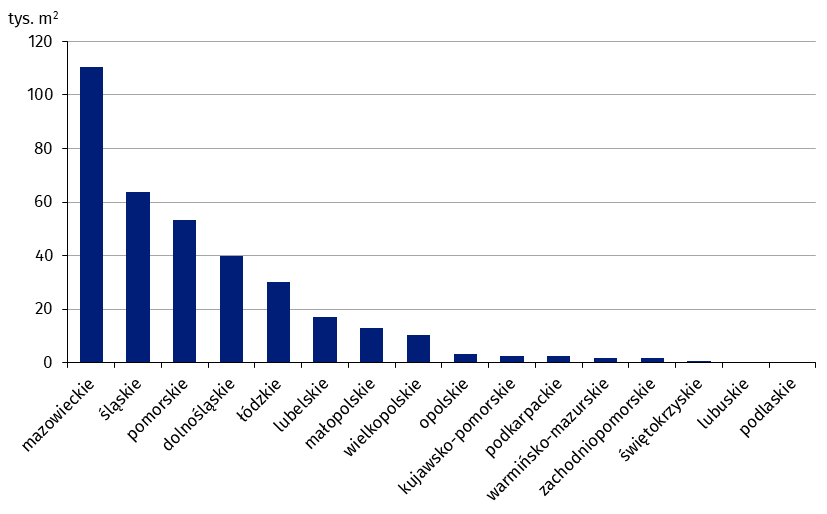 tys. m²
120
100
80
60
40
20
0
mazowieckie
śląskie
pomorskie
dolnośląskie
łódzkie
lubelskie
małopolskie
wielkopolskie
opolskie
kujawsko-pomorskie
podkarpackie
warmińsko-mazurskie
zachodniopomorskie
świętokrzyskie
lubuskie
podlaskie